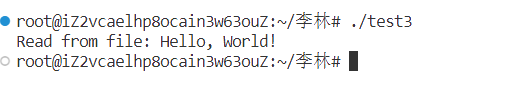 root@iZ2vcaelhp8ocain3w63ouZ:~/李林# ./test3
Read from file: Hello, World!
root@iZ2vcaelhp8ocain3w63ouZ:~/李林#